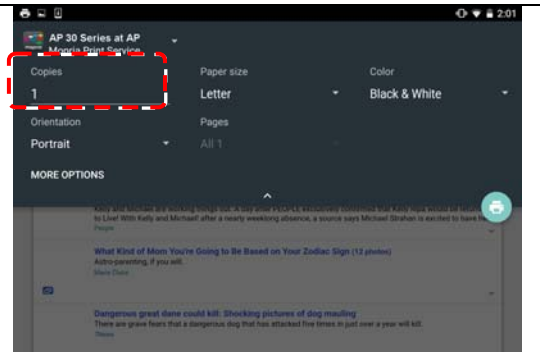 2:01
AP 30 Series at AP
Mopria Print Service
Copies Paper size Color
1 Letter Black & White
Orientation Pages
Portrait All 1
MORE OPTIONS
to Live! With Kelly and Michael! after a nearly weeklong absence, a source says Michael Strahan is excited to have
People
What Kind of Mom You're Going to Be Based on Your Zodiac Sign (13 photos)
Astro-parenting, if you will.
Marie Claire
Dangerous great dane could kill: Shocking pictures of dog mauling
There are grave fears that a dangerous dog that has attacked five times in just over a year will kill.